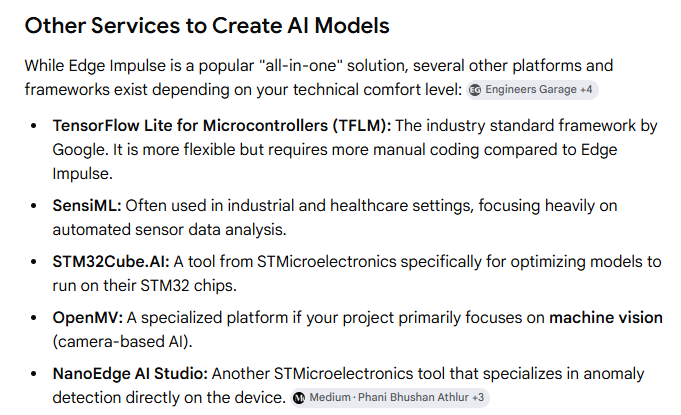 Other Services to Create AI Models
While Edge Impulse is a popular "all-in-one" solution, several other platforms and
frameworks exist depending on your technical comfort level: EG Engineers Garage +4
• TensorFlow Lite for Microcontrollers (TFLM): The industry standard framework by
Google. It is more flexible but requires more manual coding compared to Edge
Impulse.
• SensiML: Often used in industrial and healthcare settings, focusing heavily on
automated sensor data analysis.
• STM32Cube.AI: A tool from STMicroelectronics specifically for optimizing models to
run on their STM32 chips.
• OpenMV: A specialized platform if your project primarily focuses on machine vision
(camera-based AI).
• NanoEdge AI Studio: Another STMicroelectronics tool that specializes in anomaly
detection directly on the device. M Medium · Phani Bhushan Athlur +3